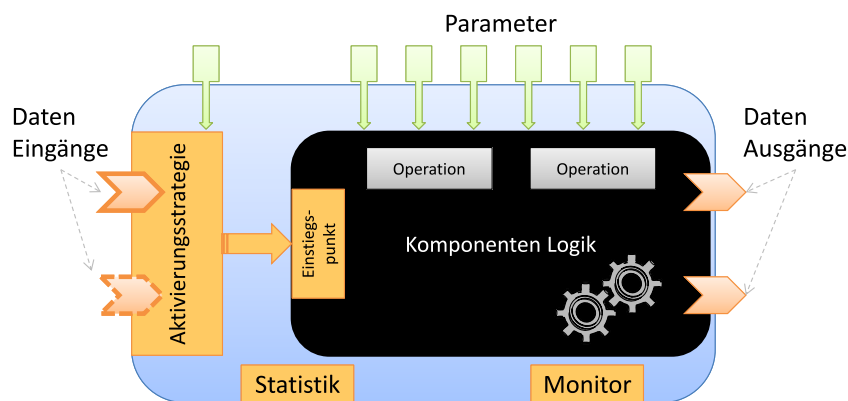 Parameter
Daten
Eingänge
Daten
Ausgänge
Aktivierungsstrategie
Operation
Operation
Einstiegs-
punkt
Komponenten Logik
Statistik
Monitor